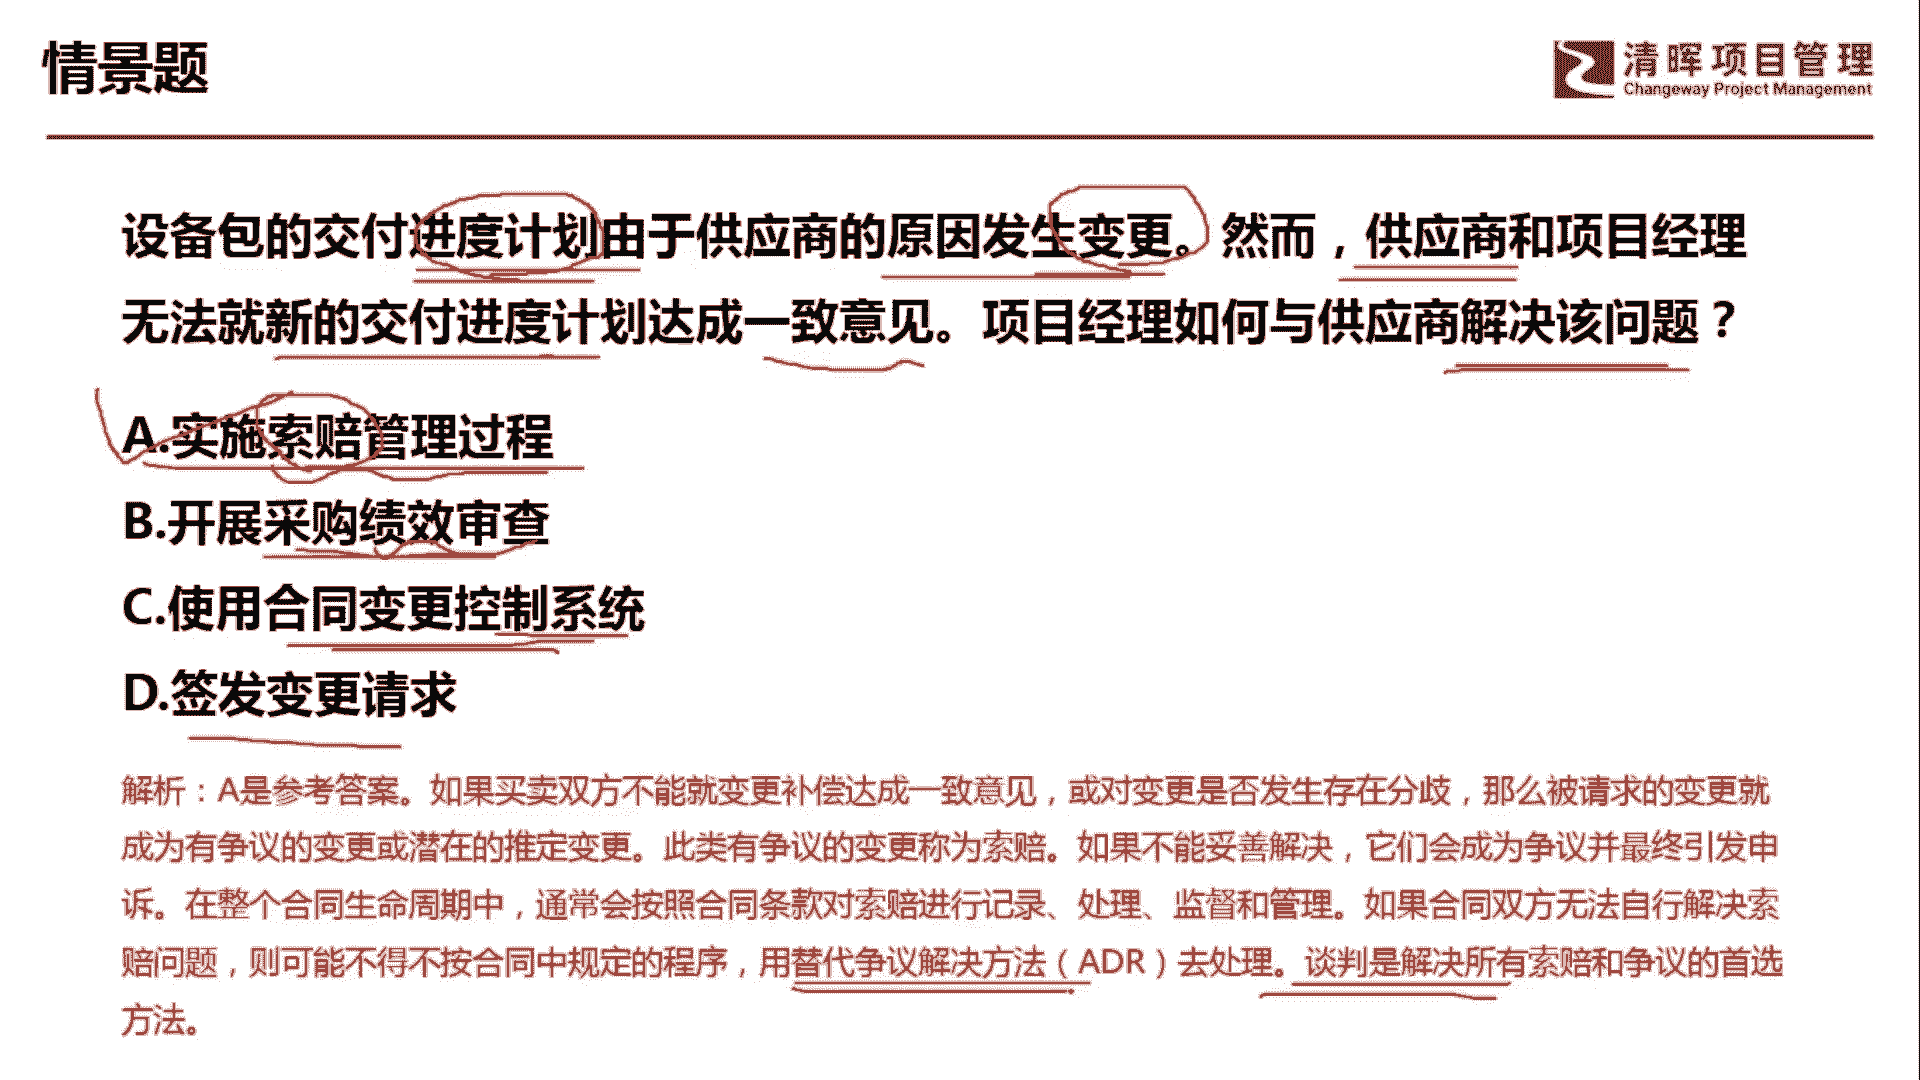 情景题
清晖项目管理
Changeway Project Management
设备包的交付进度计划由于供应商的原因发生变更。然而，供应商和项目经理
无法就新的交付进度计划达成一致意见。项目经理如何与供应商解决该问题？
A.实施索赔管理过程
B.开展采购绩效审查
C.使用合同变更控制系统
D.签发变更请求
解析：A是参考答案。如果买卖双方不能就变更补偿达成一致意见，或对变更是否发生存在分歧，那么被请求的变更就
成为有争议的变更或潜在的推定变更。此类有争议的变更称为索赔。如果不能妥善解决，它们会成为争议并最终引发申
诉。在整个合同生命周期中，通常会按照合同条款对索赔进行记录、处理、监督和管理。如果合同双方无法自行解决索
赔问题，则可能不得不按合同中规定的程序，用替代争议解决方法（ADR）去处理。谈判是解决所有索赔和争议的首选
方法。